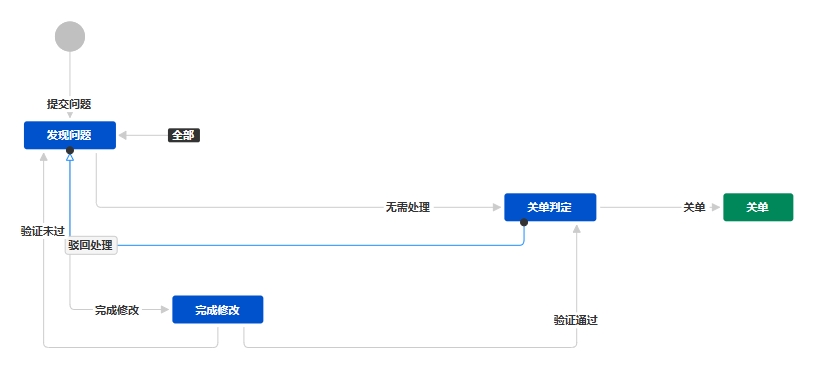 提交问题
发现问题
全部
无需处理
关单判定
关单
关单
验证未过
驳回处理
完成修改
完成修改
验证逼过